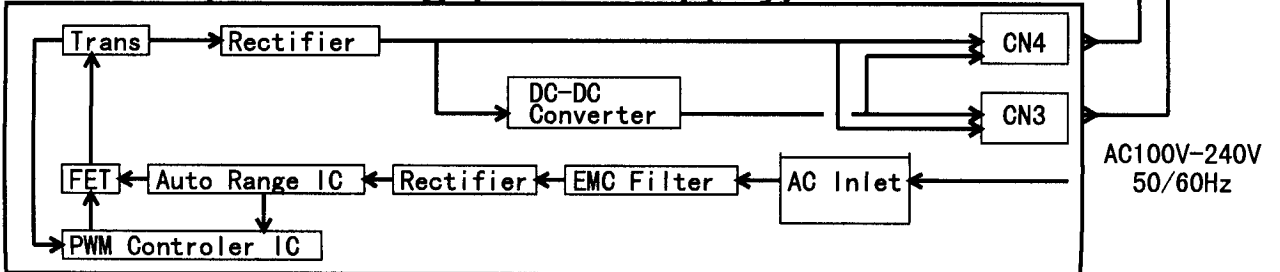 Trans
Rectifier
CN4
DC-DC
Converter
CN3
AC100V-240V
50/60Hz
FET
Auto Range IC
Rectifier
EMC Filter
AC Inlet
PWM Controler IC